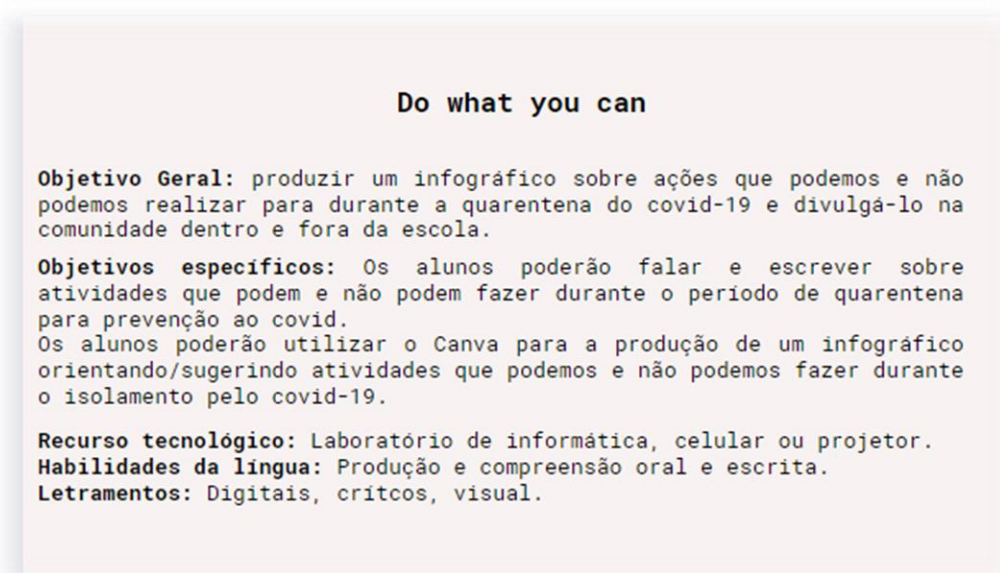 Do what you can
Objetivo Geral: produzir um infográfico sobre ações que podemos e não
podemos realizar para durante a quarentena do covid-19 e divulgá-lo na
comunidade dentro e fora da escola.
Objetivos específicos: Os alunos poderão falar e escrever sobre
atividades que podem e não podem fazer durante o período de quarentena
para prevenção ao covid.
Os alunos poderão utilizar o Canva para a produção de um infográfico
orientando/sugerindo atividades que podemos e não podemos fazer durante
o isolamento pelo covid-19.
Recurso tecnológico: Laboratório de informática, celular ou projetor.
Habilidades da língua: Produção e compreensão oral e escrita.
Letramentos: Digitais, crítcos, visual.